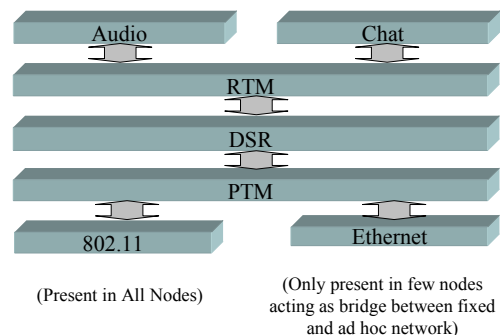 Audio
Chat
RTM
DSR
PTM
802.11
Ethernet
(Present in All Nodes)
(Only present in few nodes
acting as bridge between fixed
and ad hoc network)